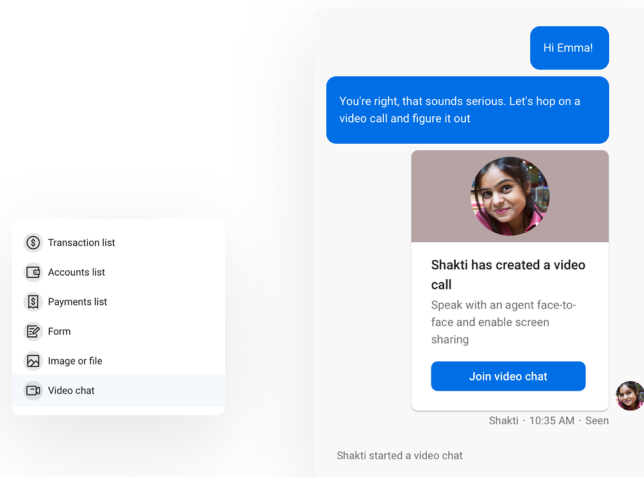 Hi Emma!
You're right, that sounds serious. Let's hop on a
video call and figure it out
Shakti has created a video
call
Speak with an agent face-to-
face and enable screen
sharing
Join video chat
Shakti · 10:35 AM · Seen
Shakti started a video chat
Transaction list
Accounts list
Payments list
Form
Image or file
Video chat